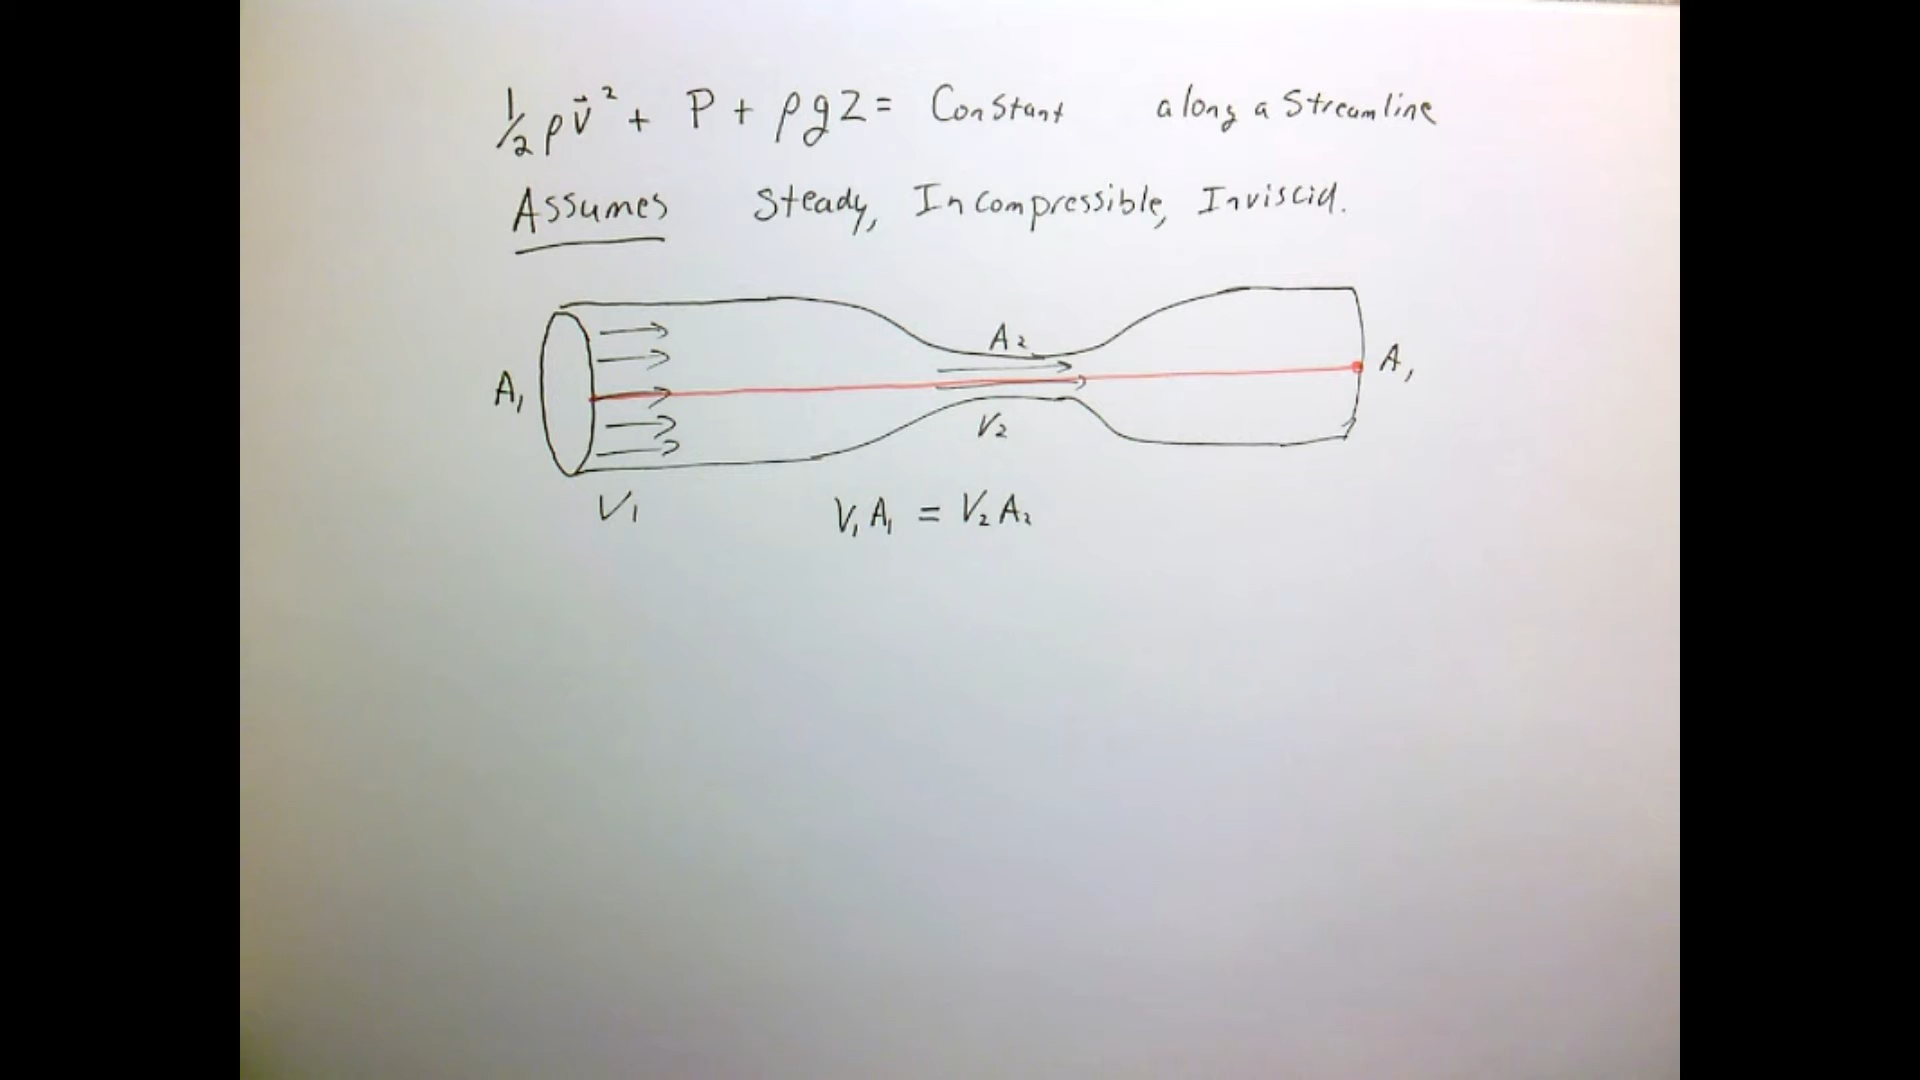 ½ρv⃗² + P + ρgZ = Constant along a Streamline
Assumes Steady, Incompressible, Inviscid.
A₂
A₁
A₁
V₂
V₁
V₁A₁ = V₂A₂